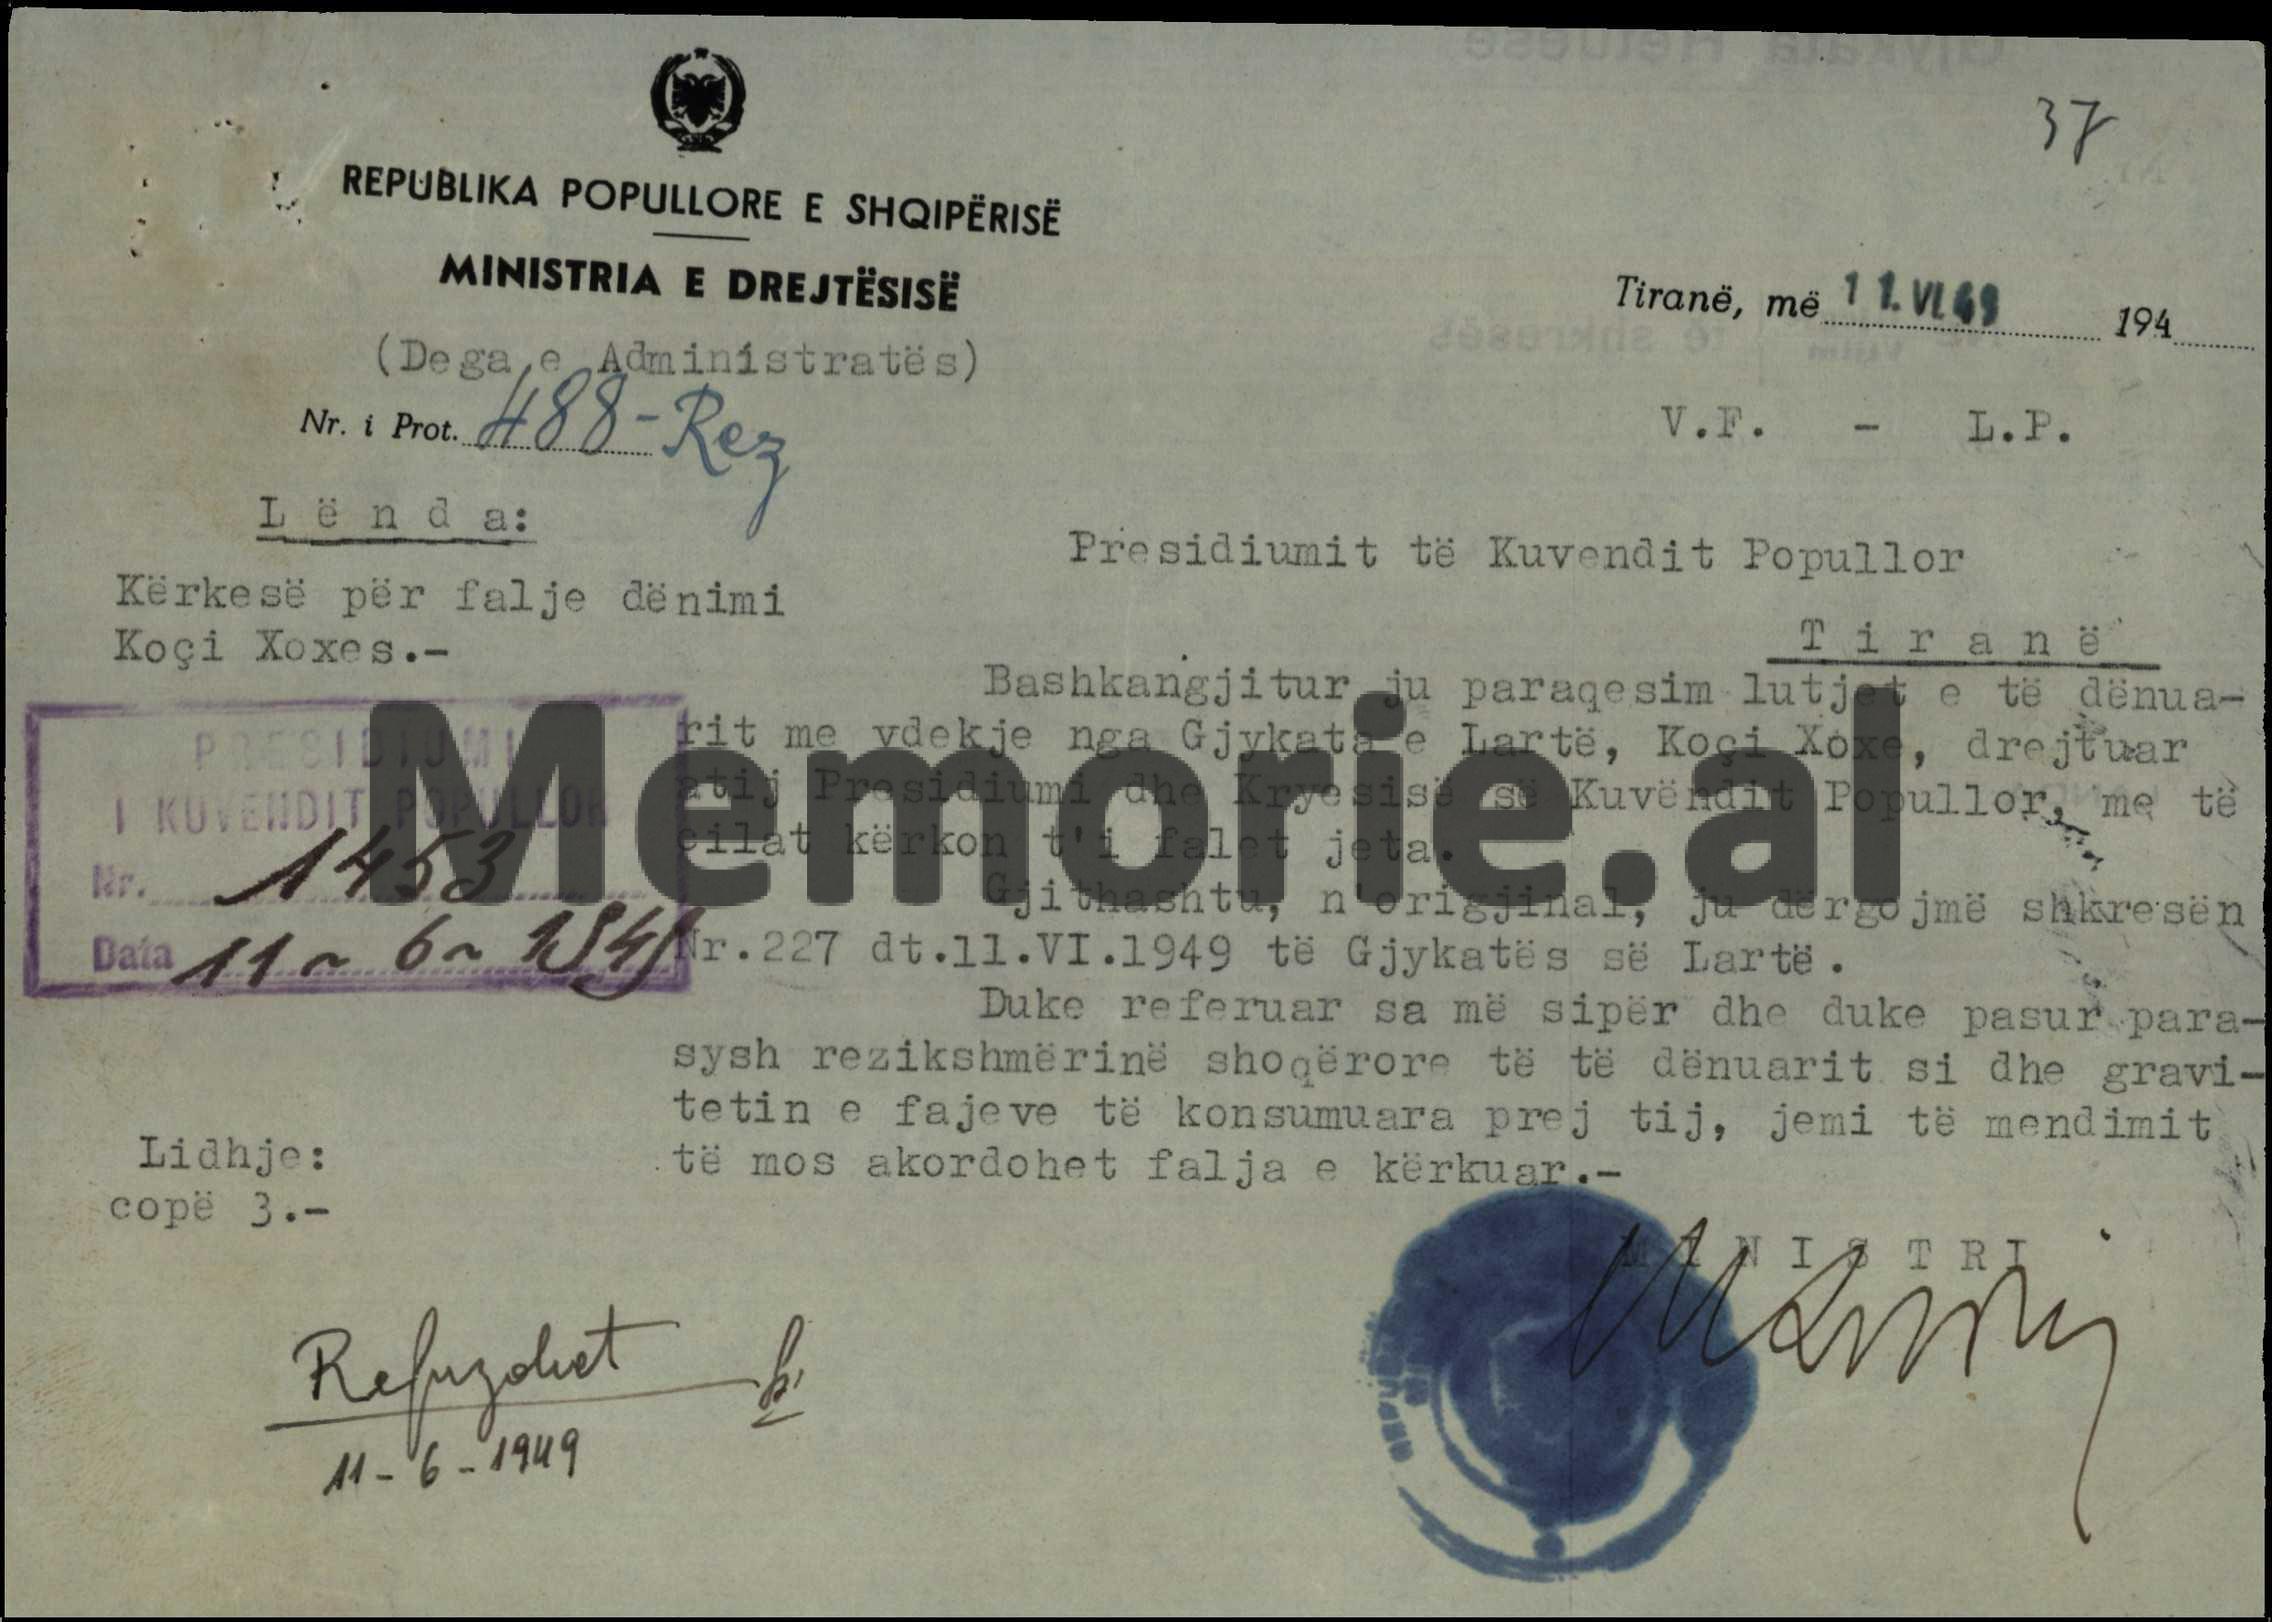 37
REPUBLIKA POPULLORE E SHQIPËRISË
MINISTRIA E DREJTËSISË
(Dega e Administratës)
Nr. i Prot. 488-Rez
Tiranë, më 11.VI.49 194
V.F. - L.P.
Lënda:
Kërkesë për falje dënimi
Koçi Xoxes.-
Presidiumit të Kuvendit Popullor
Tiranë
PRESIDIUMI
I KUVENDIT POPULLOR
Nr. 1453
Data 11-6-1949
Bashkangjitur ju paraqesim lutjet e të dënua-
rit me vdekje nga Gjykata e Lartë, Koçi Xoxe, drejtuar
atij Presidiumi dhe Kryesisë së Kuvëndit Popullor, me të
cilat kërkon t'i falet jeta.
Gjithashtu, n'origjinal, ju dërgojmë shkresën
Nr.227 dt.11.VI.1949 të Gjykatës së Lartë.
Duke referuar sa më sipër dhe duke pasur para-
sysh rezikshmërinë shoqërore të të dënuarit si dhe gravi-
tetin e fajeve të konsumuara prej tij, jemi të mendimit
të mos akordohet falja e kërkuar.-
Lidhje:
copë 3.-
MINISTRI
Refuzohet
11-6-1949
Memorie.al